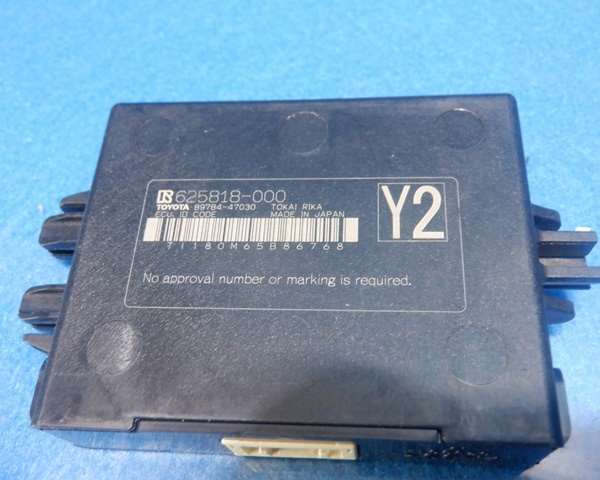 R 625818-000
TOYOTA 89784-47030 TOKAI RIKA
ECU, ID CODE MADE IN JAPAN
71180M65B86768
Y2
No approval number or marking is required.